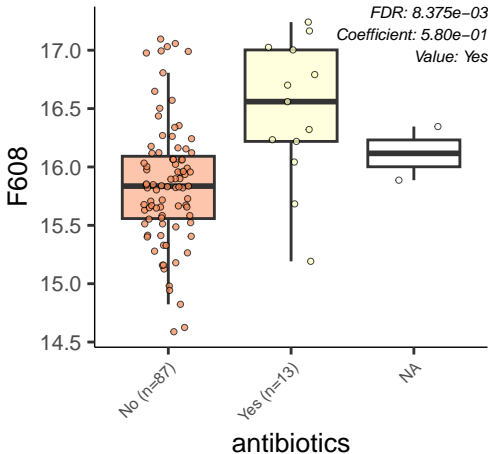 FDR: 8.375e−03
Coefficient: 5.80e−01
Value: Yes
F608
17.0
16.5
16.0
15.5
15.0
14.5
No (n=87)
Yes (n=13)
NA
antibiotics